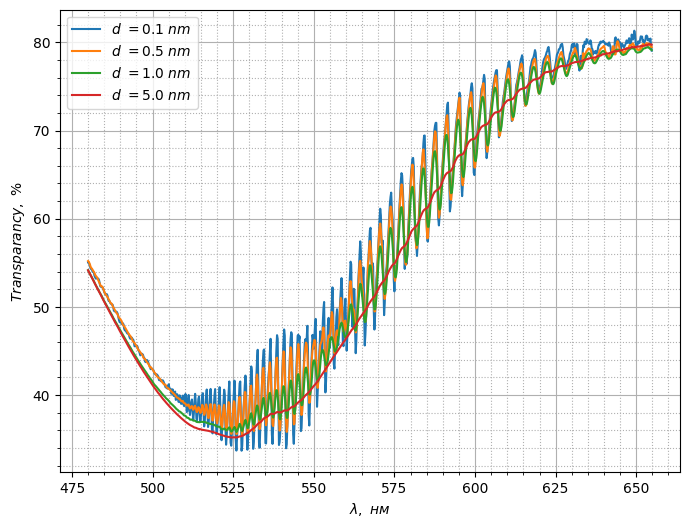 d = 0.1 nm
d = 0.5 nm
d = 1.0 nm
d = 5.0 nm
80
70
60
50
40
Transparancy, %
475 500 525 550 575 600 625 650
λ, нм